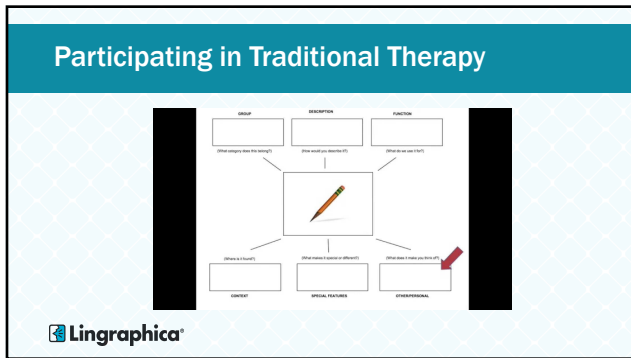 Participating in Traditional Therapy
GROUP DESCRIPTION FUNCTION
(What category does this belong?) (How would you describe it?) (What do we use it for?)
(Where is it found?) (What makes it special or different?) (What does it make you think of?)
CONTEXT SPECIAL FEATURES OTHER/PERSONAL
Lingraphica®